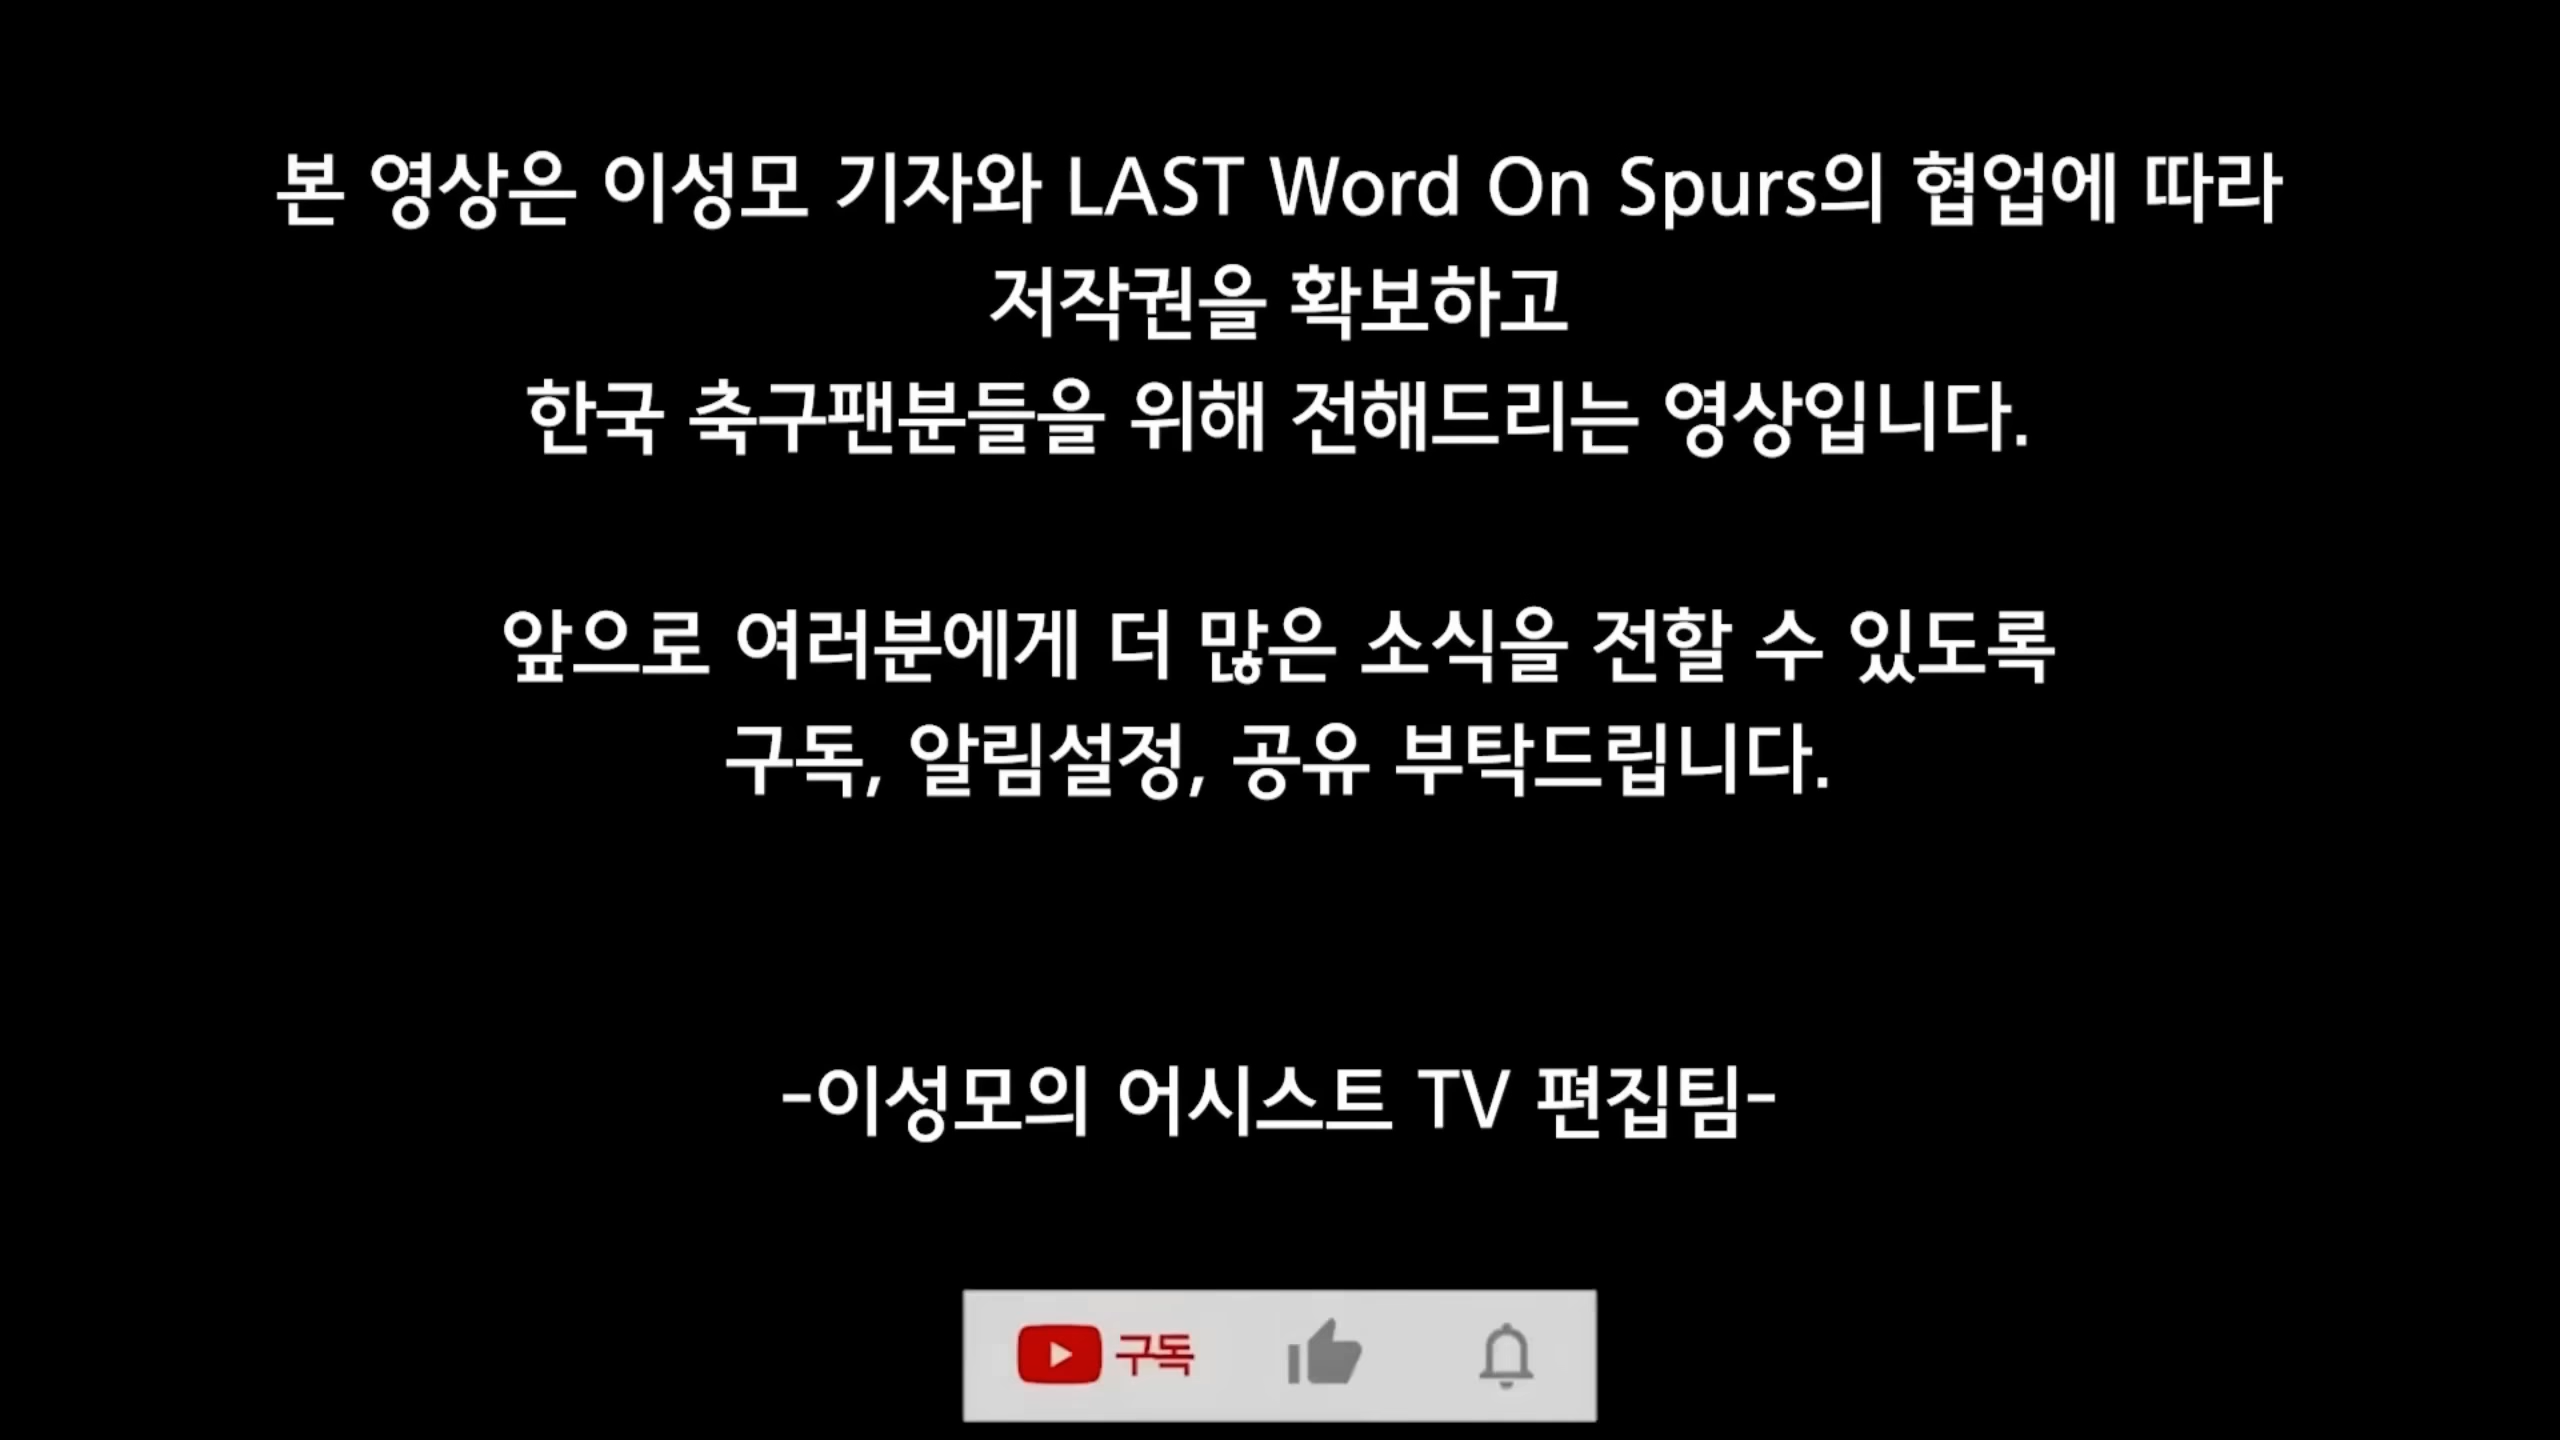 본 영상은 이성모 기자와 LAST Word On Spurs의 협업에 따라
저작권을 확보하고
한국 축구팬분들을 위해 전해드리는 영상입니다.
앞으로 여러분에게 더 많은 소식을 전할 수 있도록
구독, 알림설정, 공유 부탁드립니다.
-이성모의 어시스트 TV 편집팀-
구독